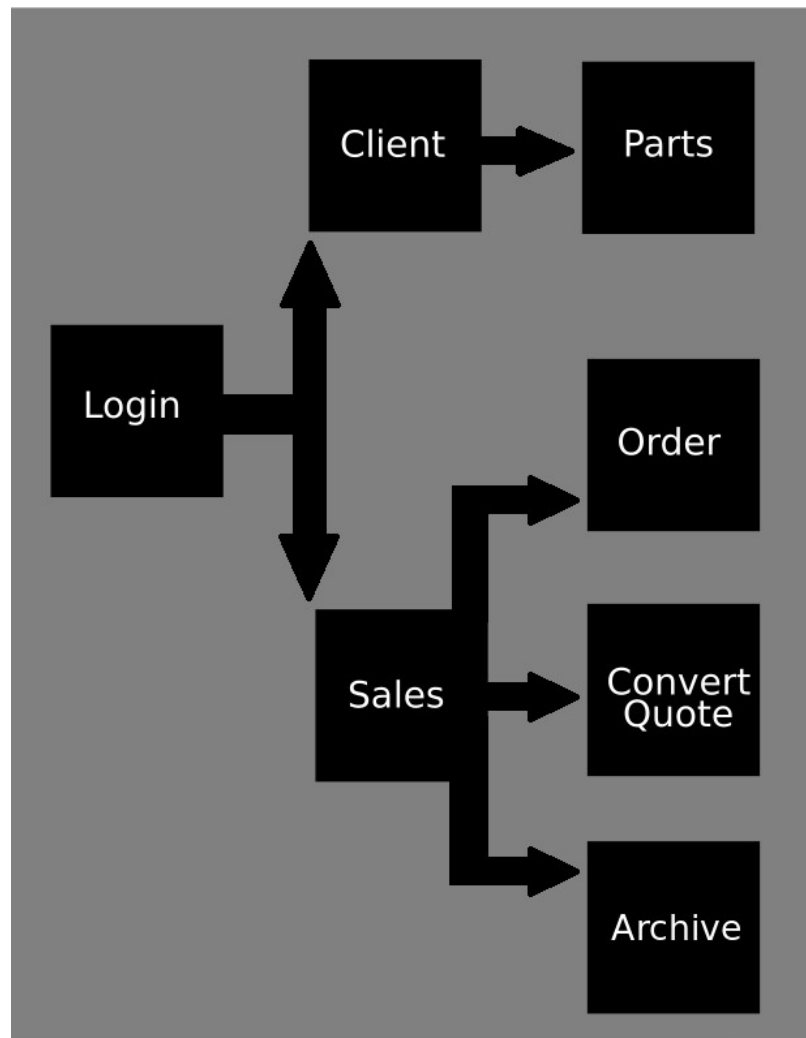 Client
Parts
Login
Order
Sales
Convert
Quote
Archive